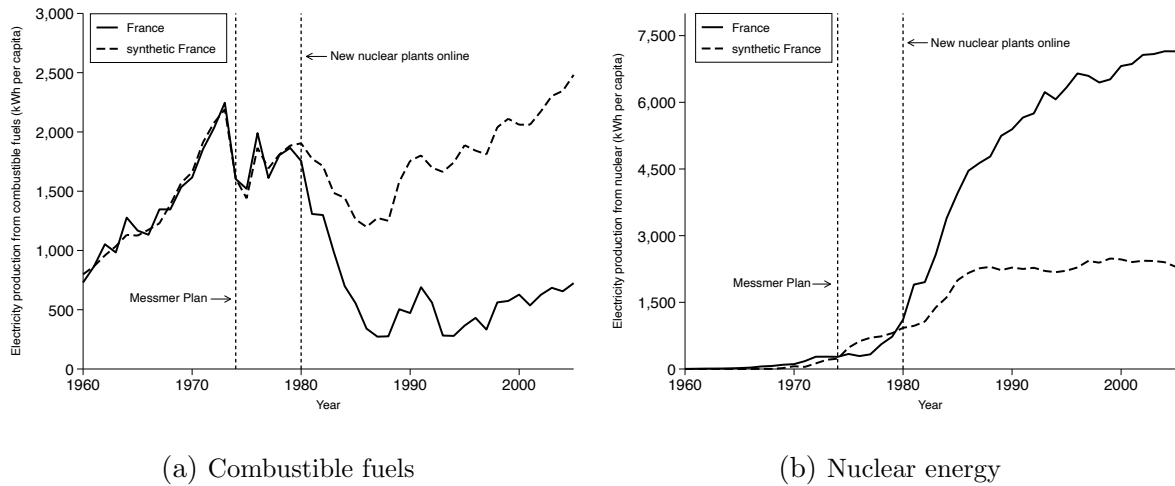 Electricity production from combustible fuels (kWh per capita)
3,000
2,500
2,000
1,500
1,000
500
0
France
synthetic France
New nuclear plants online
Messmer Plan
1960
1970
1980
1990
2000
Year
(a) Combustible fuels
Electricity production from nuclear (kWh per capita)
7,500
6,000
4,500
3,000
1,500
0
France
synthetic France
New nuclear plants online
Messmer Plan
1960
1970
1980
1990
2000
Year
(b) Nuclear energy